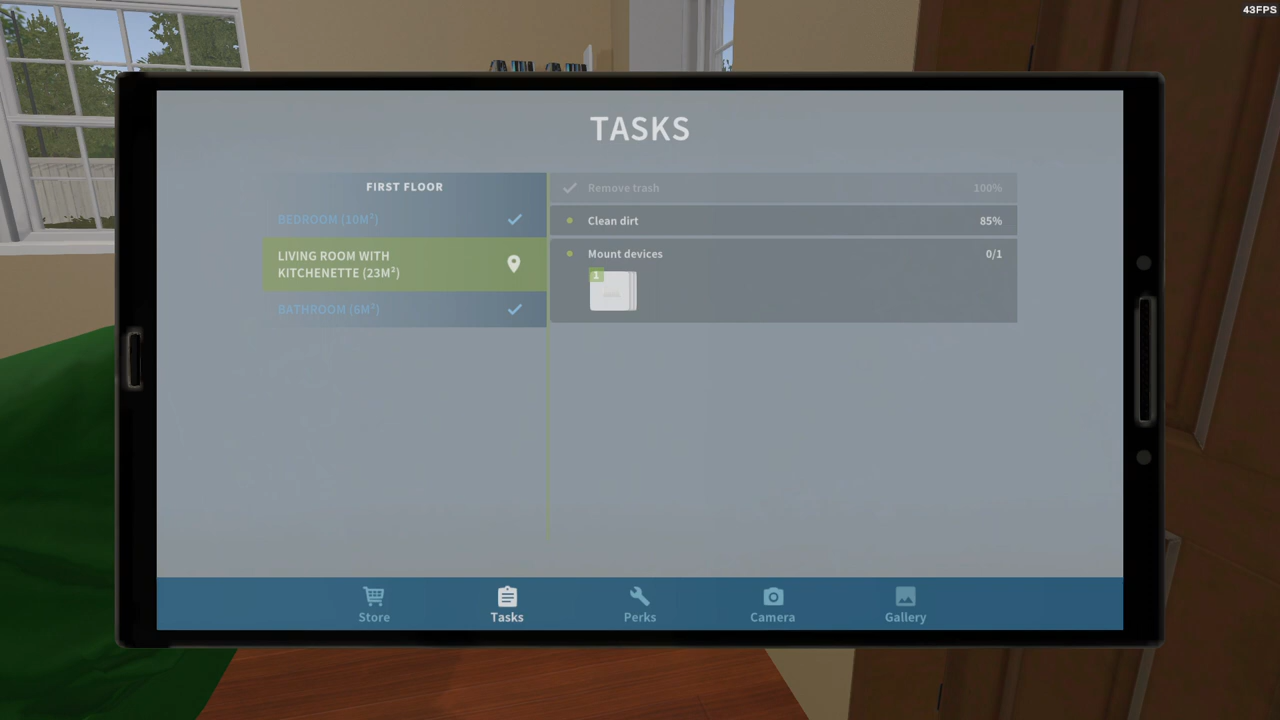 43FPS
TASKS
FIRST FLOOR
BEDROOM (10M²)
LIVING ROOM WITH
KITCHENETTE (23M²)
BATHROOM (6M²)
Remove trash 100%
Clean dirt 85%
Mount devices 0/1
1
Store Tasks Perks Camera Gallery